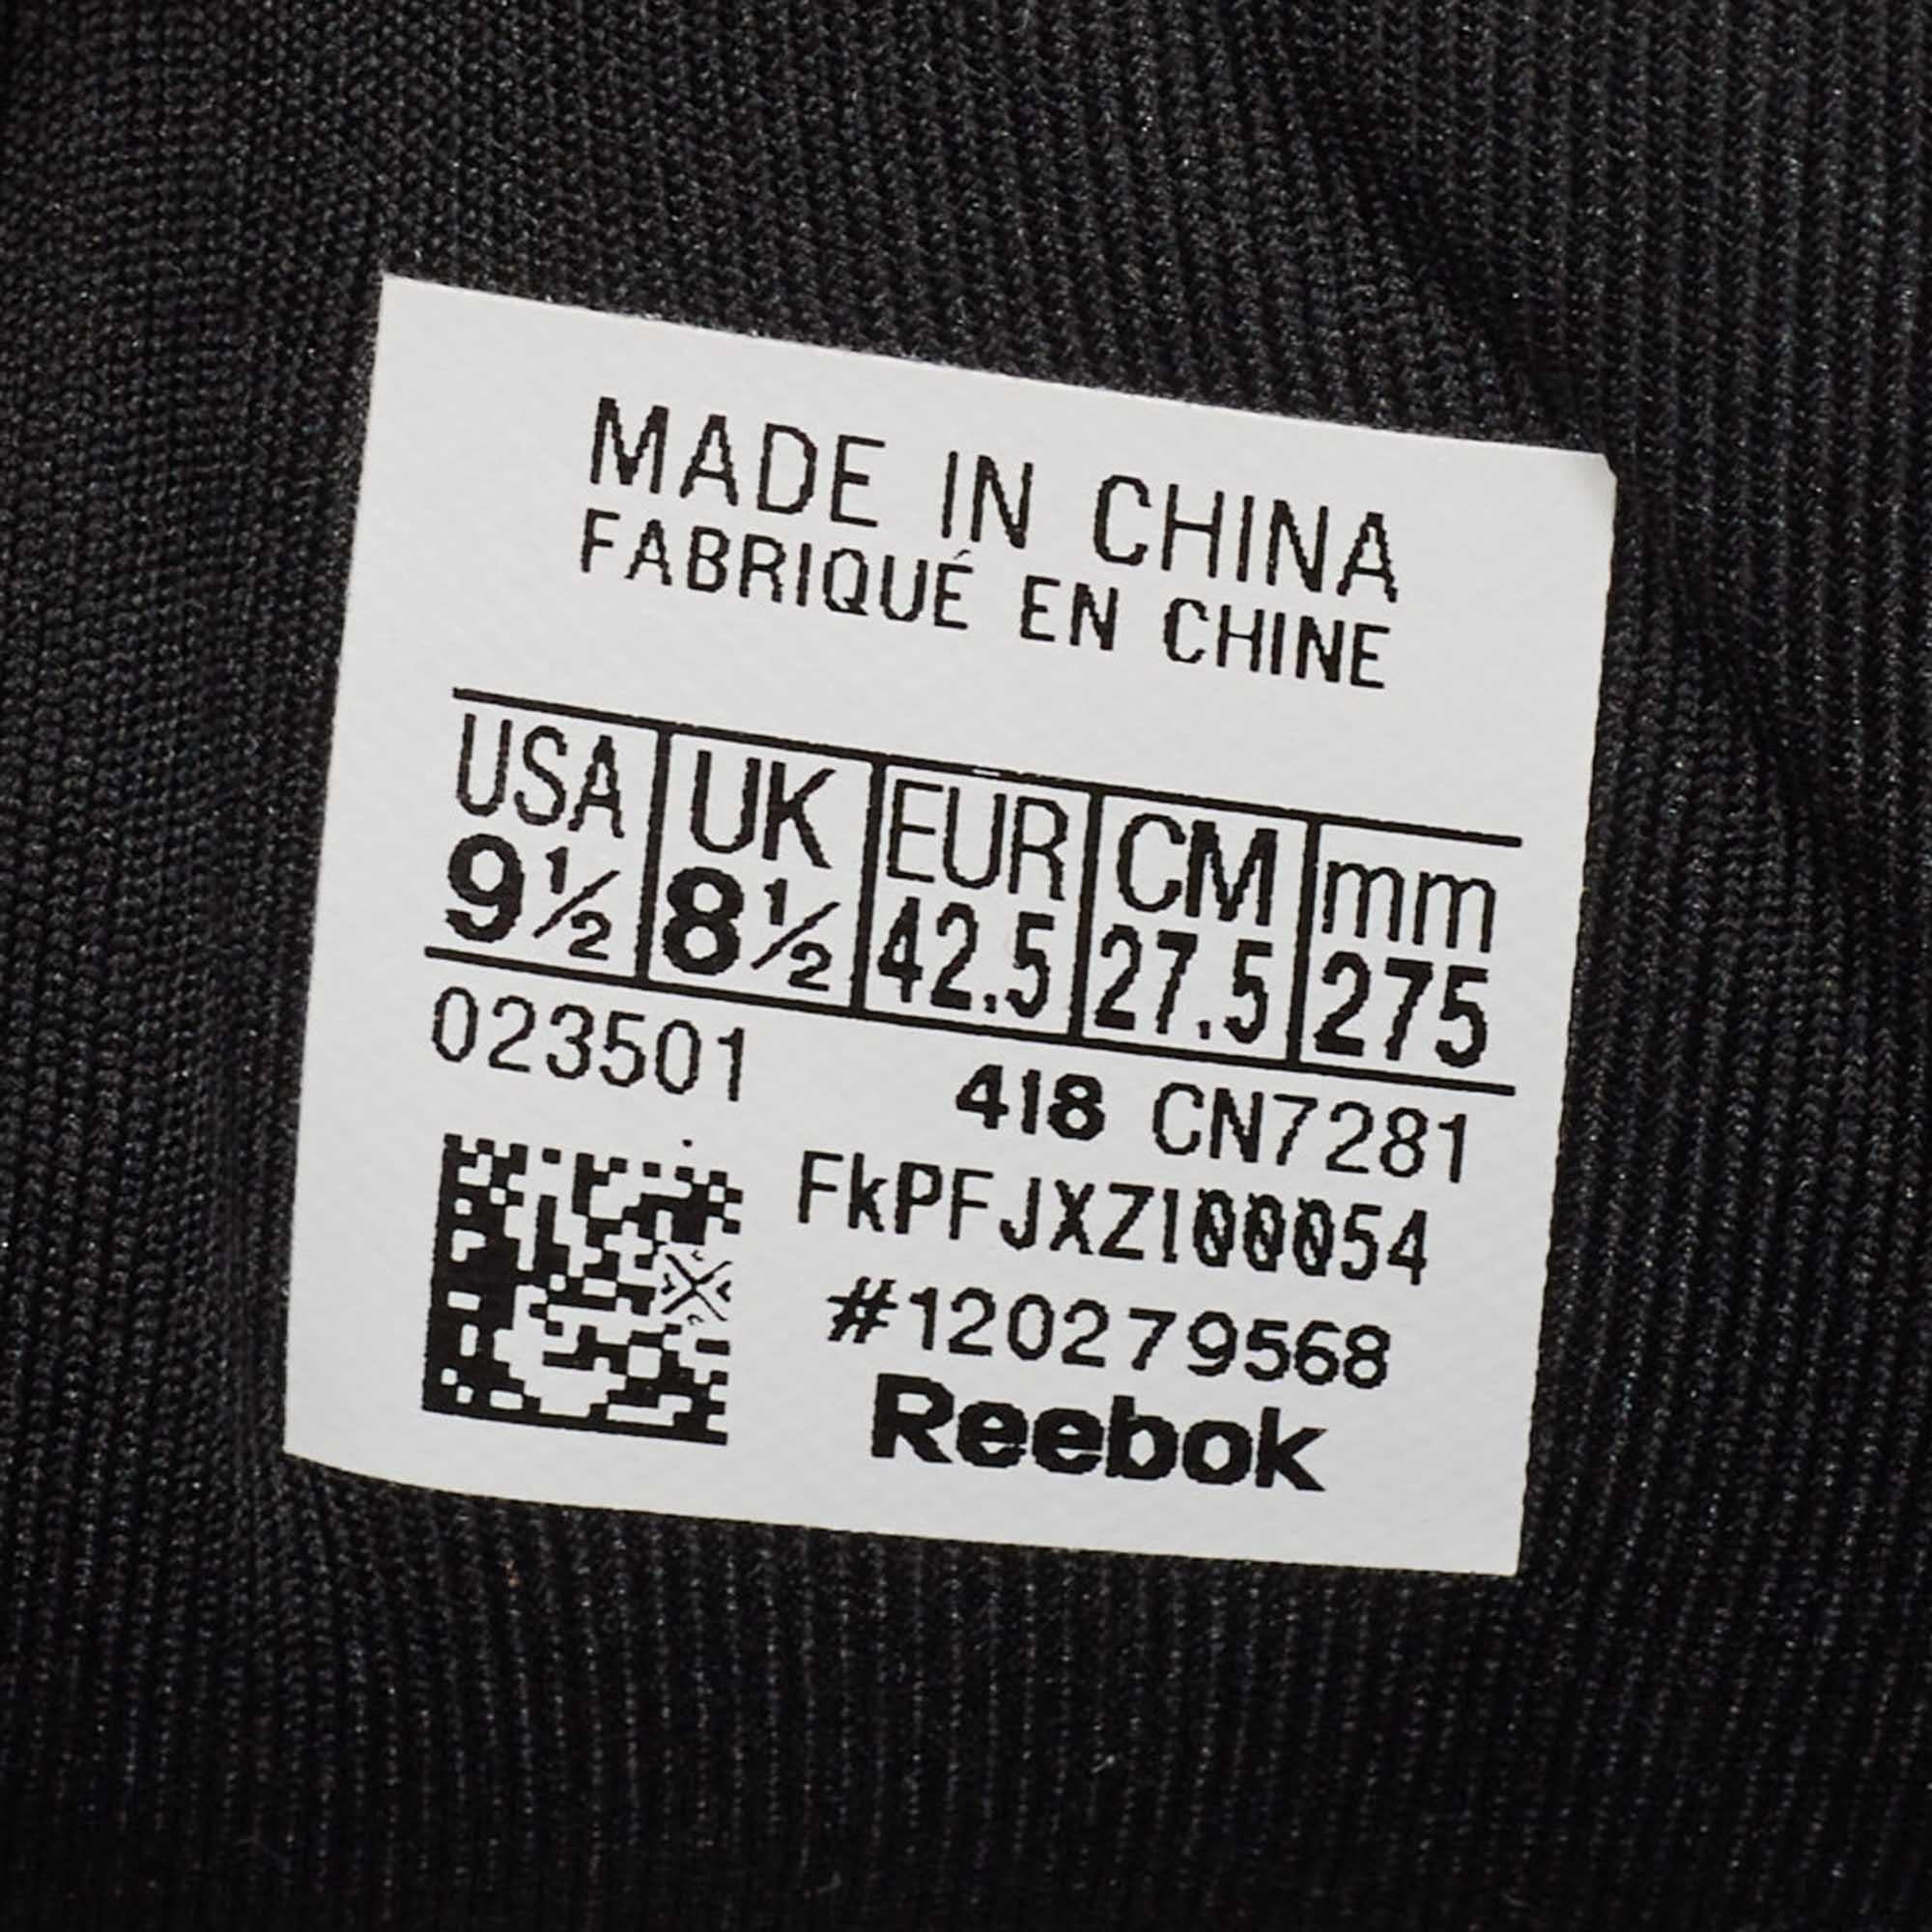 MADE IN CHINA
FABRIQUÉ EN CHINE
USA UK EUR CM mm
9½ 8½ 42.5 27.5 275
023501 418 CN7281
FkPFJXZI00054
#120279568
Reebok